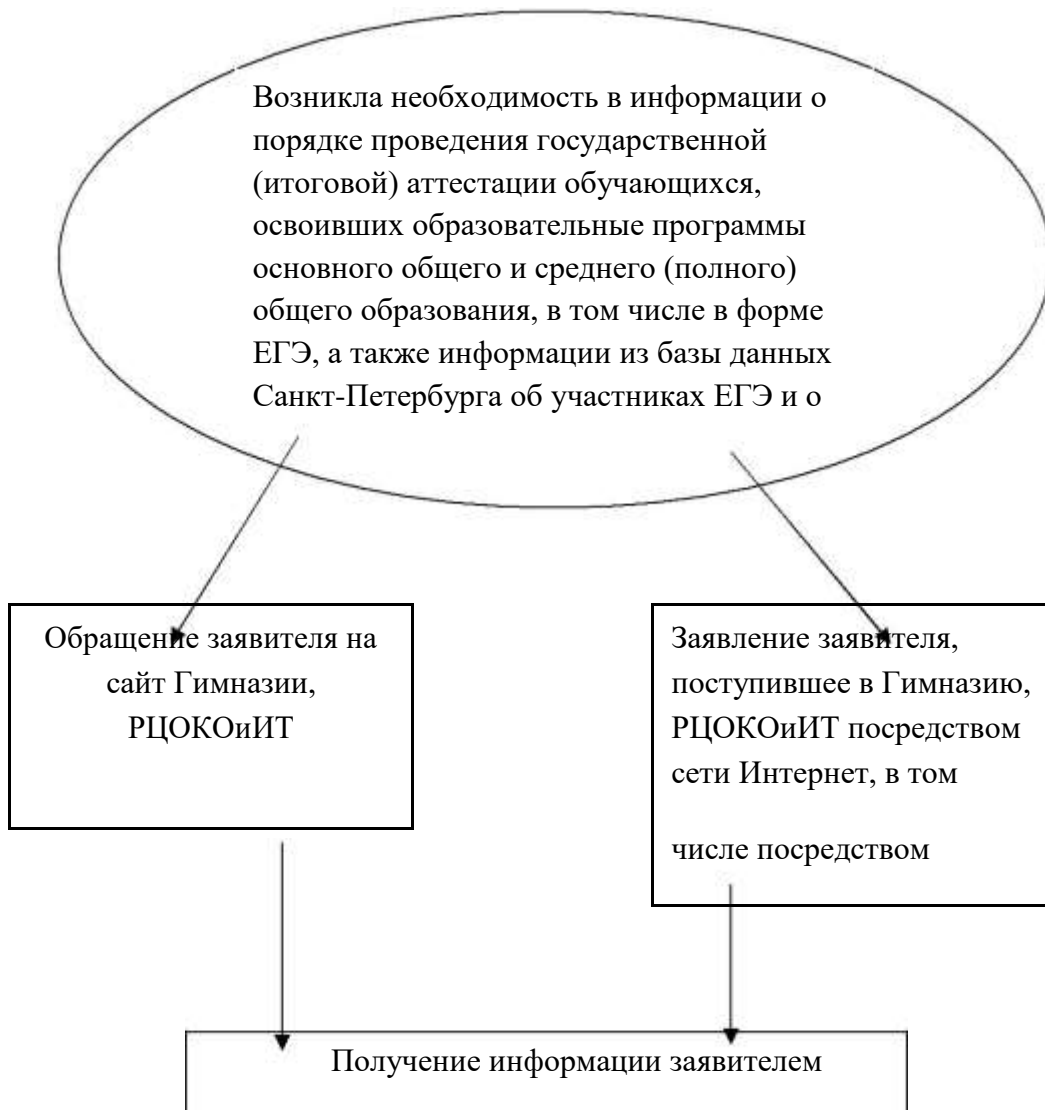 Возникла необходимость в информации о
порядке проведения государственной
(итоговой) аттестации обучающихся,
освоивших образовательные программы
основного общего и среднего (полного)
общего образования, в том числе в форме
ЕГЭ, а также информации из базы данных
Санкт-Петербурга об участниках ЕГЭ и о
Обращение заявителя на
сайт Гимназии,
РЦОКОиИТ
Заявление заявителя,
поступившее в Гимназию,
РЦОКОиИТ посредством
сети Интернет, в том
числе посредством
Получение информации заявителем